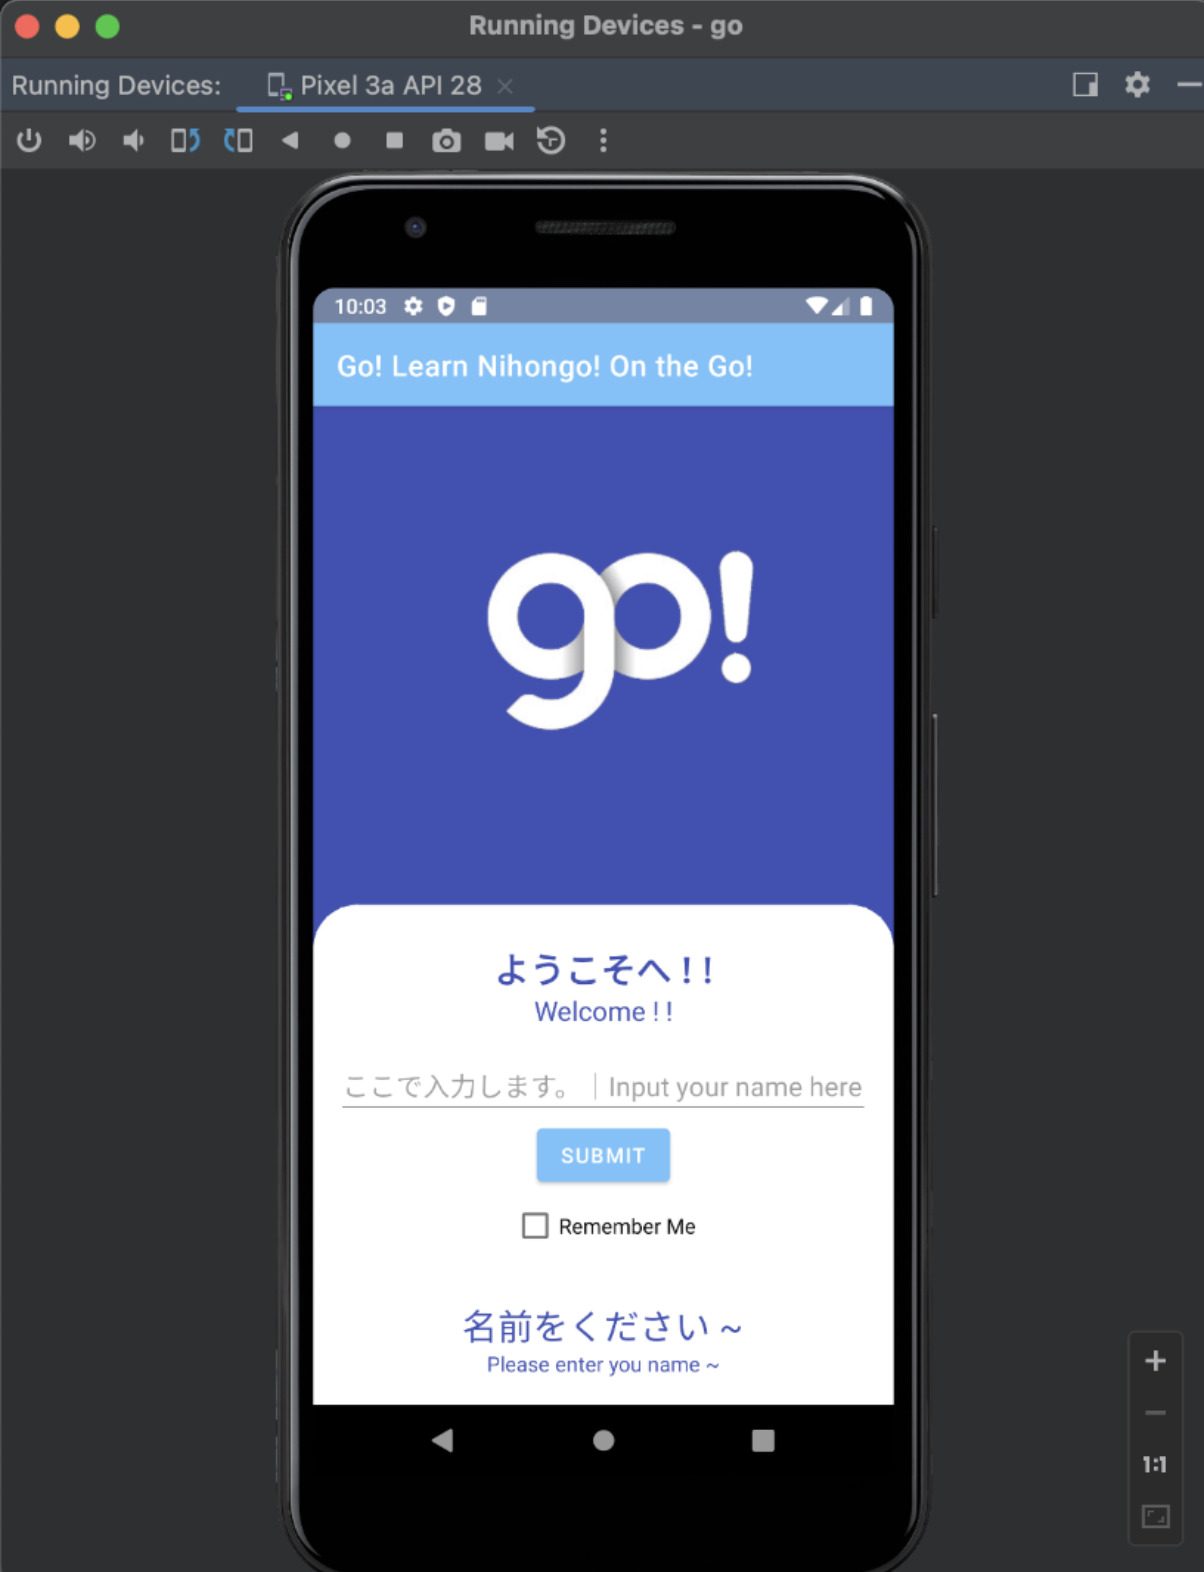 Running Devices - go
Running Devices: Pixel 3a API 28
10:03
Go! Learn Nihongo! On the Go!
go!
ようこそへ ! !
Welcome ! !
ここで入力します。 | Input your name here
SUBMIT
Remember Me
名前をください ~
Please enter you name ~
1:1